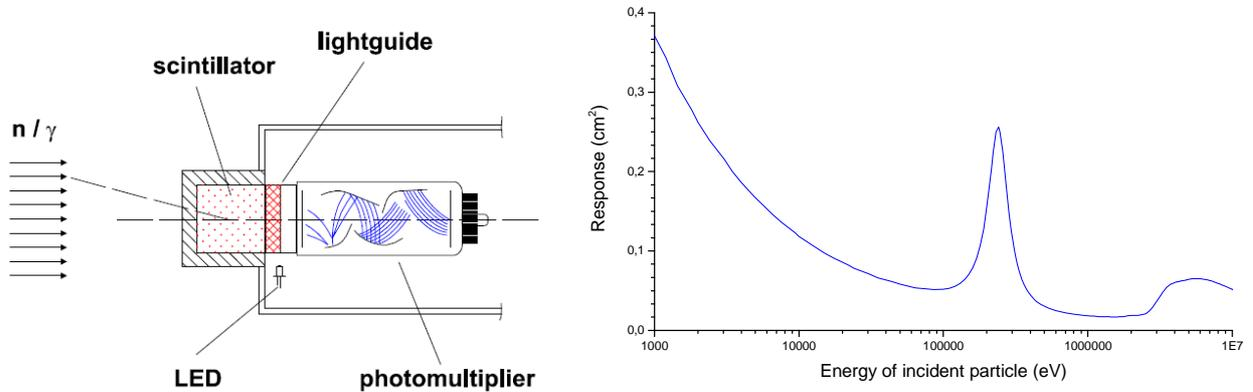 lightguide
scintillator
n / γ
LED
photomultiplier
0,4
0,3
0,2
0,1
0,0
Response (cm²)
1000 10000 100000 1000000 1E7
Energy of incident particle (eV)